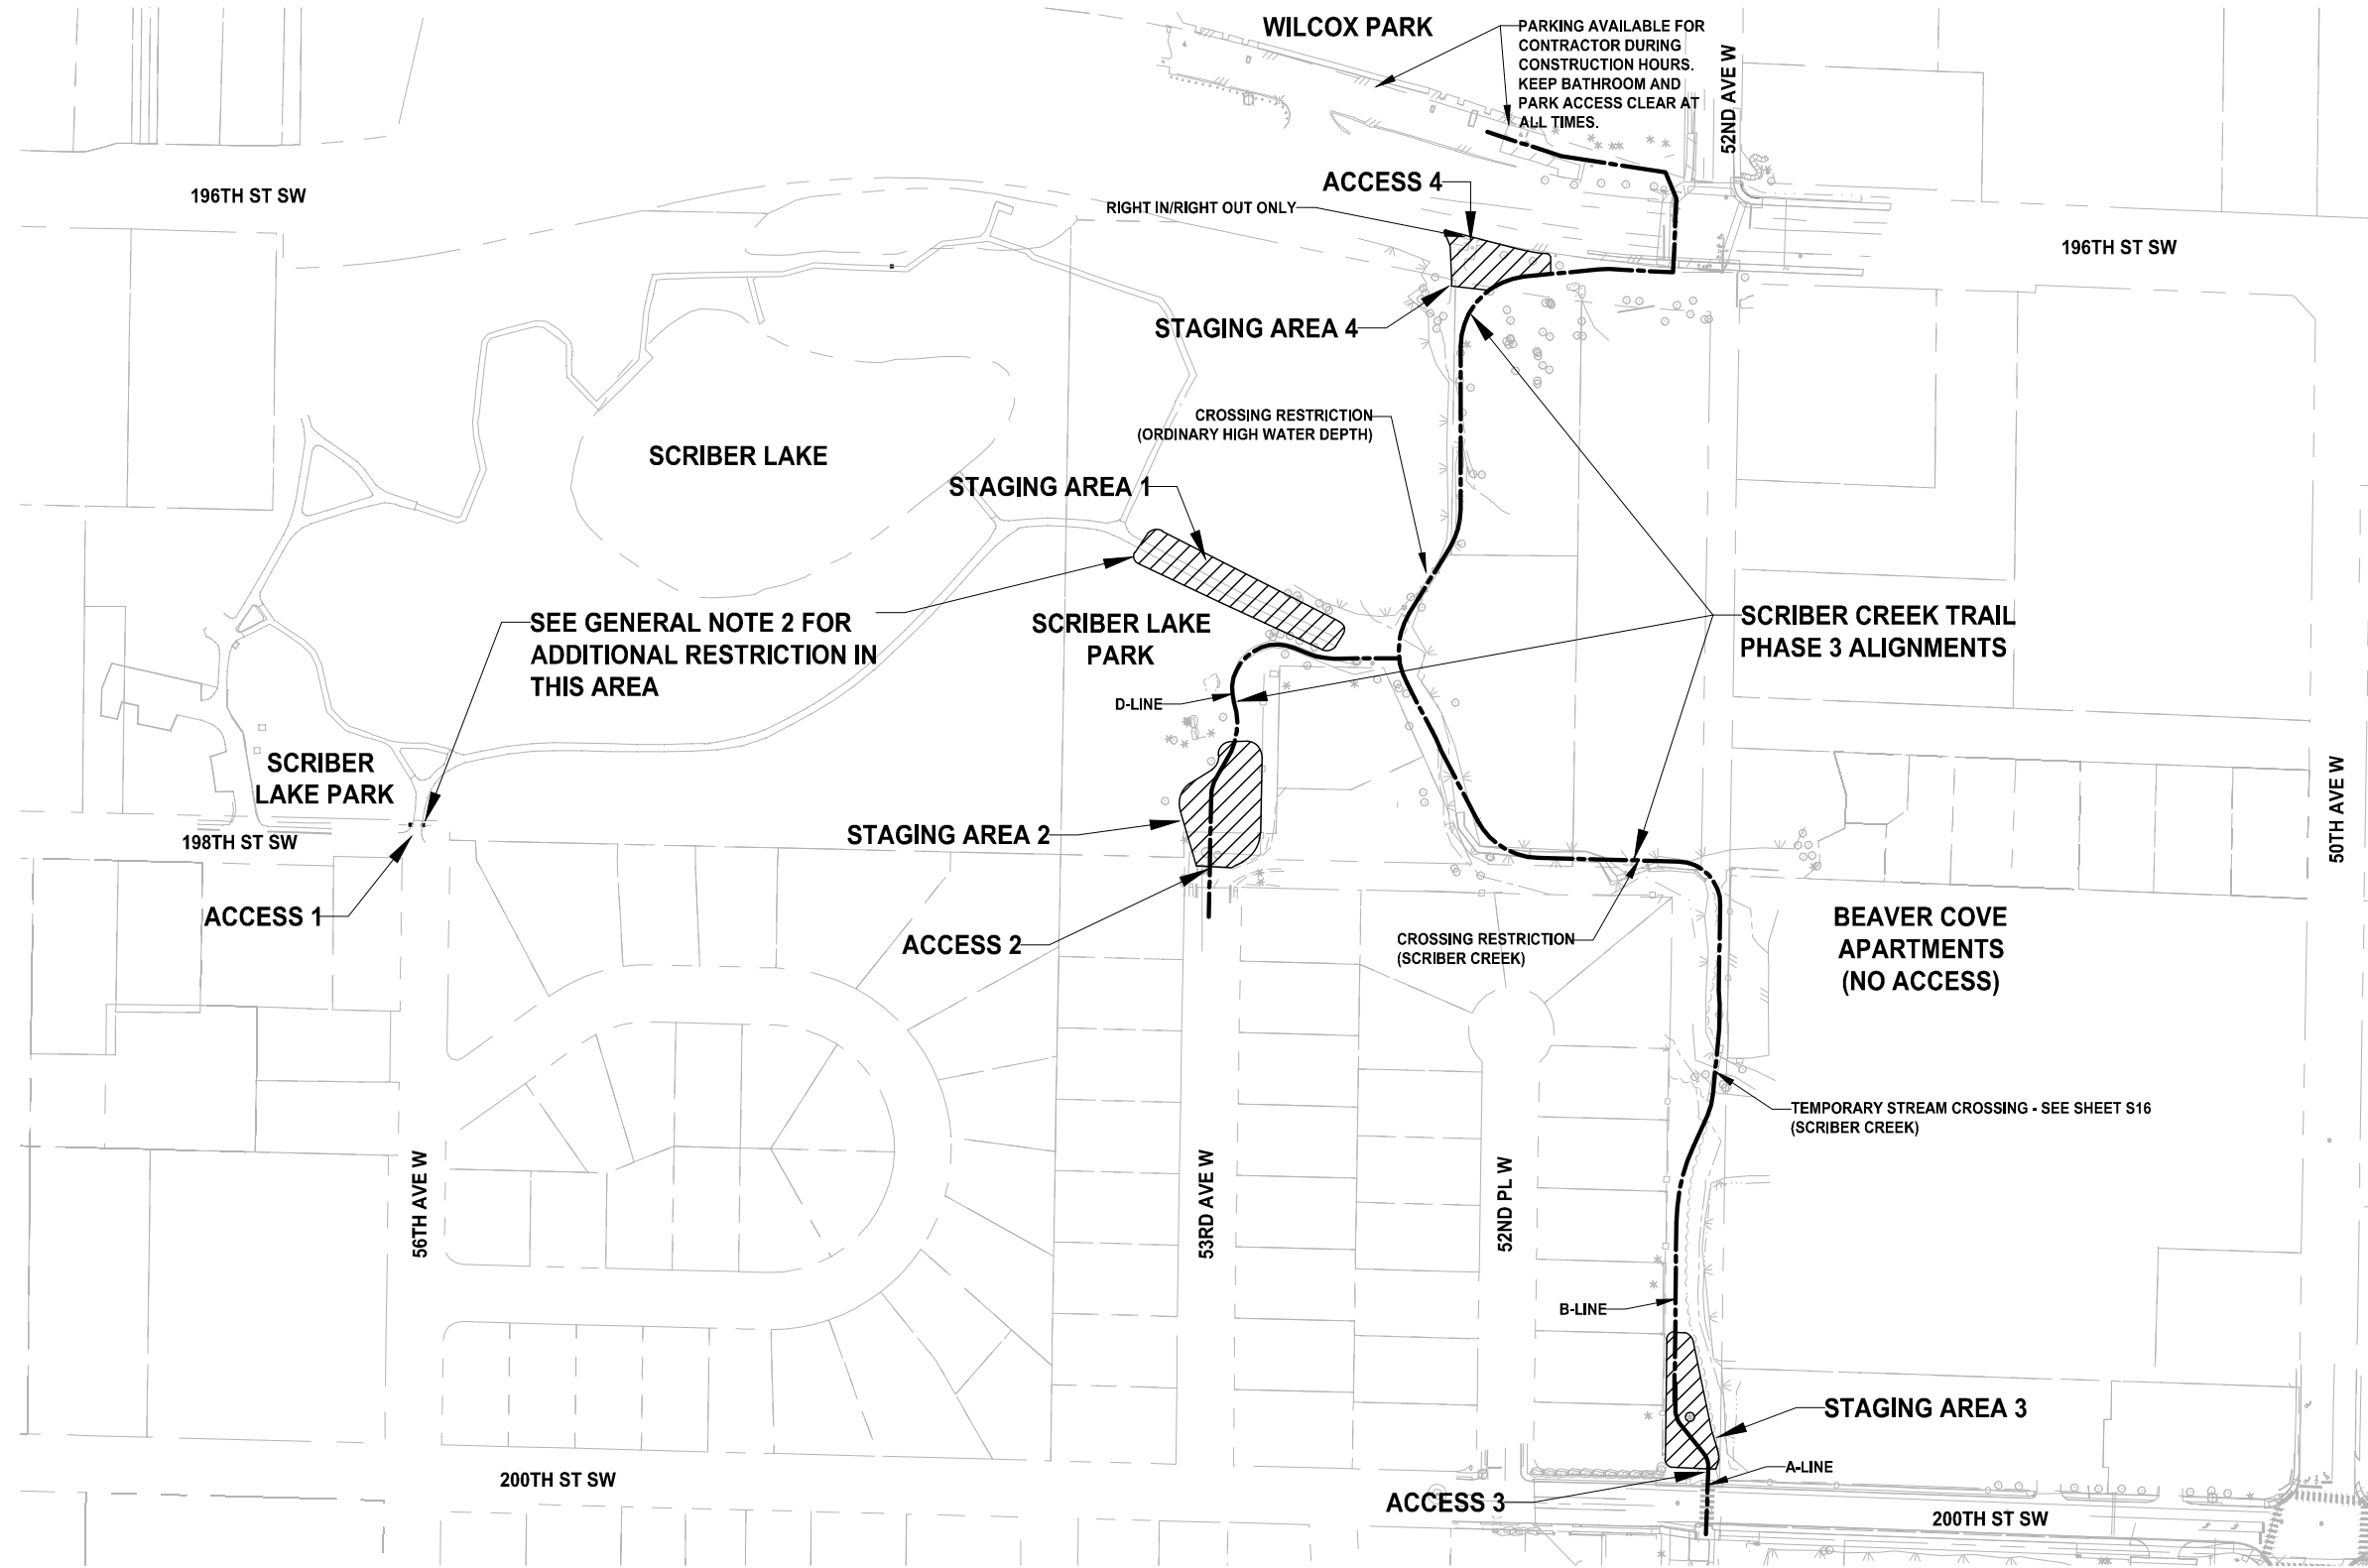 WILCOX PARK
PARKING AVAILABLE FOR
CONTRACTOR DURING
CONSTRUCTION HOURS.
KEEP BATHROOM AND
PARK ACCESS CLEAR AT
ALL TIMES.
52ND AVE W
196TH ST SW
ACCESS 4
RIGHT IN/RIGHT OUT ONLY
196TH ST SW
STAGING AREA 4
CROSSING RESTRICTION
(ORDINARY HIGH WATER DEPTH)
SCRIBER LAKE
STAGING AREA 1
SEE GENERAL NOTE 2 FOR
ADDITIONAL RESTRICTION IN
THIS AREA
SCRIBER LAKE
PARK
SCRIBER CREEK TRAIL
PHASE 3 ALIGNMENTS
D-LINE
SCRIBER
LAKE PARK
198TH ST SW
STAGING AREA 2
50TH AVE W
ACCESS 1
ACCESS 2
CROSSING RESTRICTION
(SCRIBER CREEK)
BEAVER COVE
APARTMENTS
(NO ACCESS)
TEMPORARY STREAM CROSSING - SEE SHEET S16
(SCRIBER CREEK)
56TH AVE W
53RD AVE W
52ND PL W
B-LINE
STAGING AREA 3
A-LINE
200TH ST SW
ACCESS 3
200TH ST SW